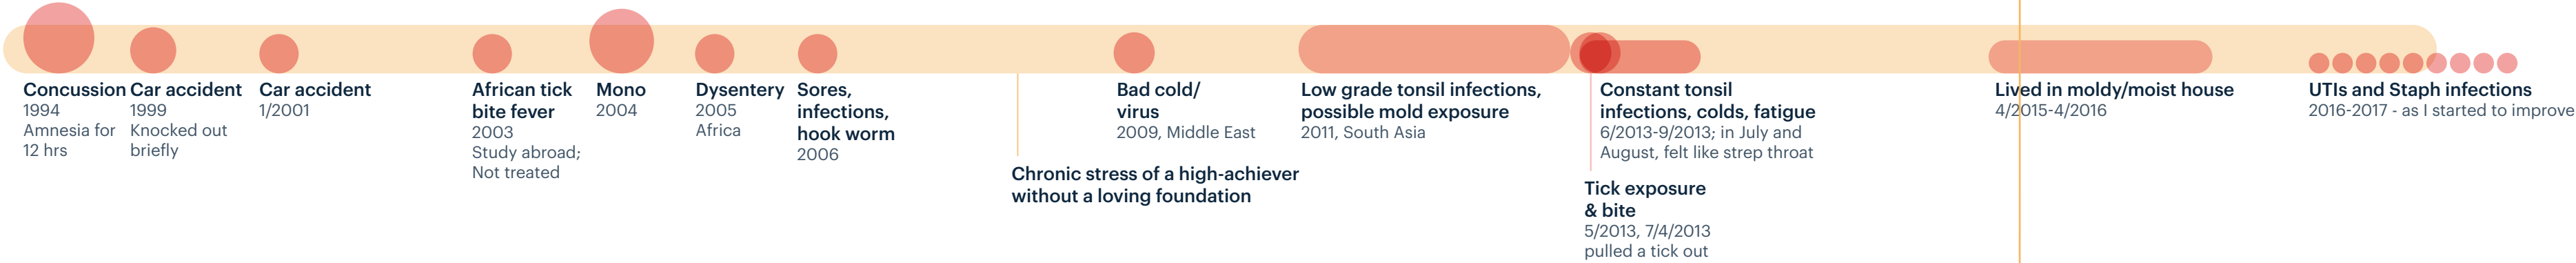 Concussion
1994
Amnesia for
12 hrs
Car accident
1999
Knocked out
briefly
Car accident
1/2001
African tick
bite fever
2003
Study abroad;
Not treated
Mono
2004
Dysentery
2005
Africa
Sores,
infections,
hook worm
2006
Chronic stress of a high-achiever
without a loving foundation
Bad cold/
virus
2009, Middle East
Low grade tonsil infections,
possible mold exposure
2011, South Asia
Constant tonsil
infections, colds, fatigue
6/2013-9/2013; in July and
August, felt like strep throat
Tick exposure
& bite
5/2013, 7/4/2013
pulled a tick out
Lived in moldy/moist house
4/2015-4/2016
UTIs and Staph infections
2016-2017 - as I started to improve